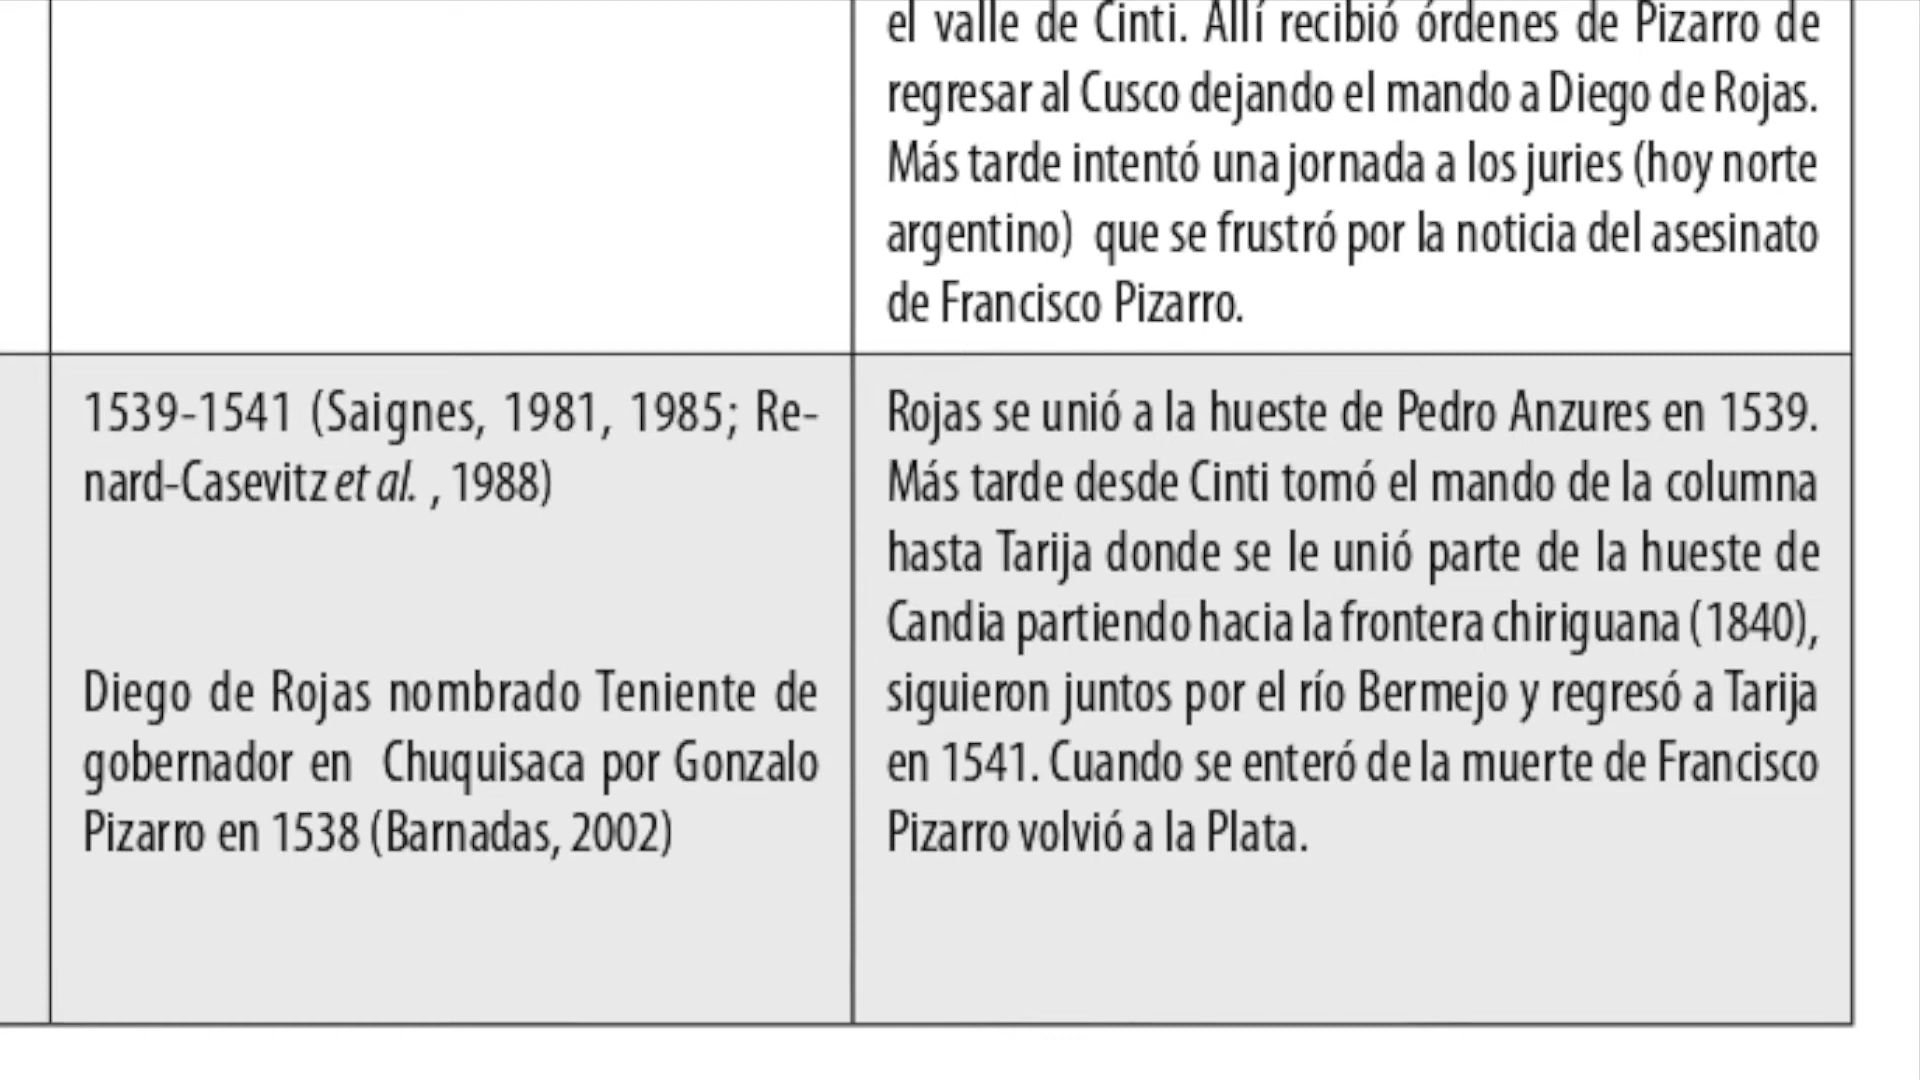 el valle de Cinti. Allí recibió órdenes de Pizarro de
regresar al Cusco dejando el mando a Diego de Rojas.
Más tarde intentó una jornada a los juries (hoy norte
argentino) que se frustró por la noticia del asesinato
de Francisco Pizarro.
1539-1541 (Saignes, 1981, 1985; Re-
nard-Casevitz et al. , 1988)
Diego de Rojas nombrado Teniente de
gobernador en Chuquisaca por Gonzalo
Pizarro en 1538 (Barnadas, 2002)
Rojas se unió a la hueste de Pedro Anzures en 1539.
Más tarde desde Cinti tomó el mando de la columna
hasta Tarija donde se le unió parte de la hueste de
Candia partiendo hacia la frontera chiriguana (1840),
siguieron juntos por el río Bermejo y regresó a Tarija
en 1541. Cuando se enteró de la muerte de Francisco
Pizarro volvió a la Plata.